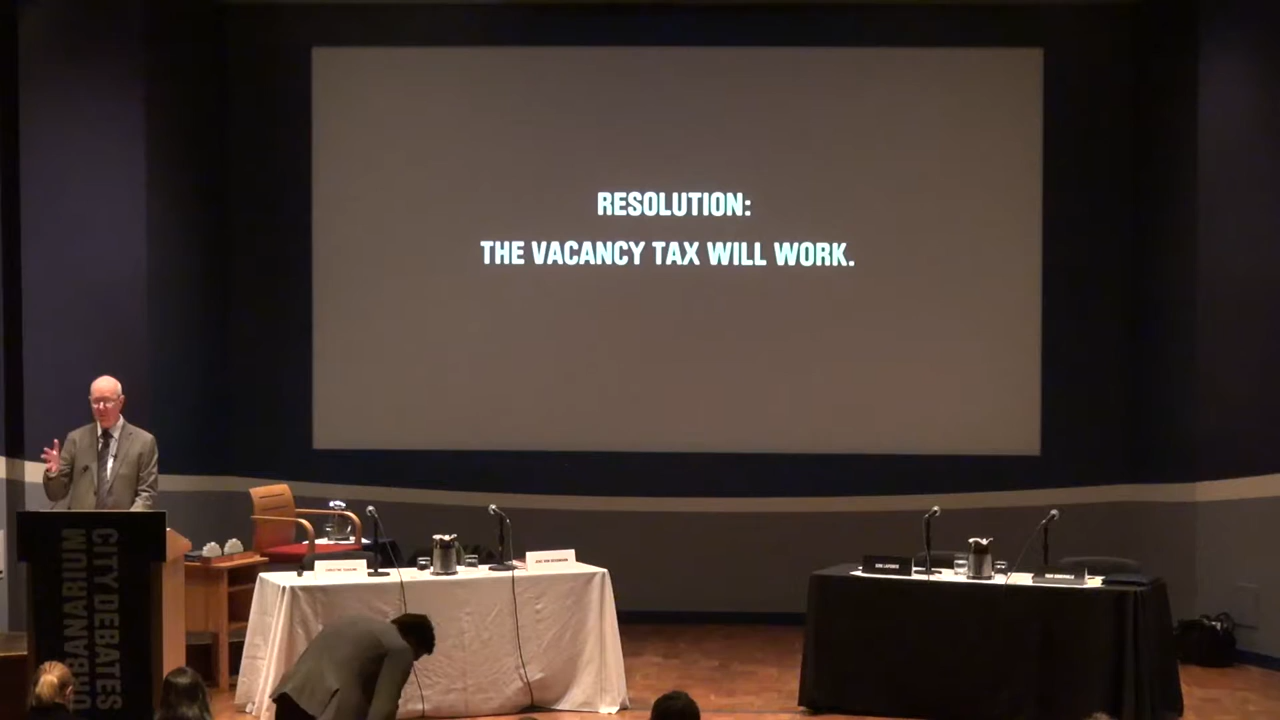 RESOLUTION:
THE VACANCY TAX WILL WORK.
URBANARIUM
CITY DEBATES